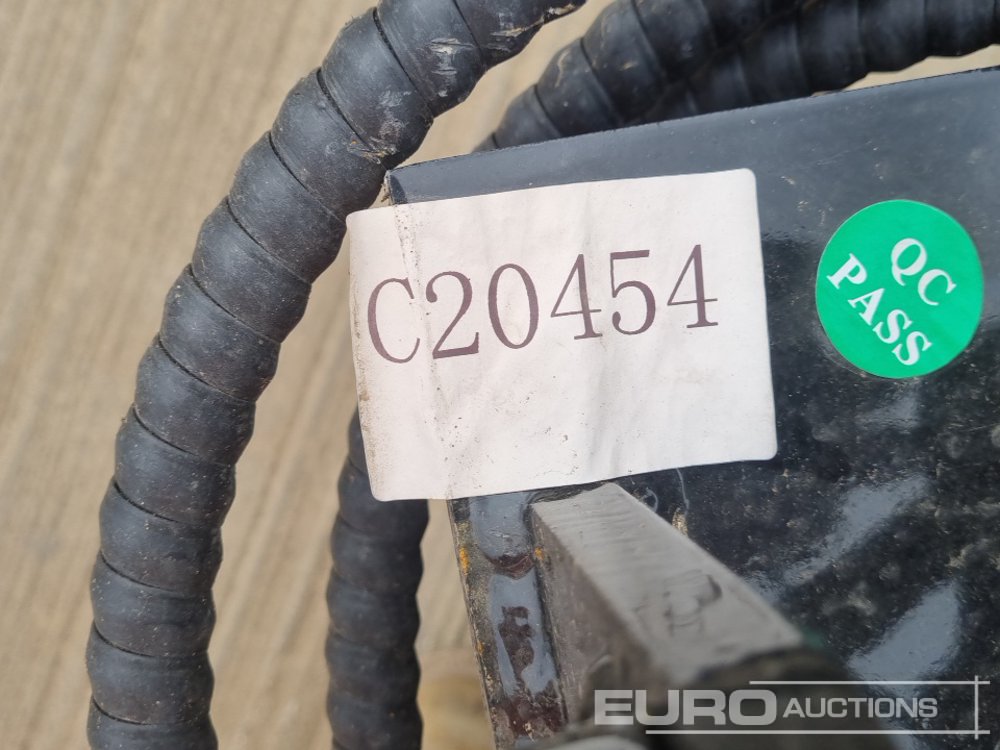 C20454
QC
PASS
EURO AUCTIONS